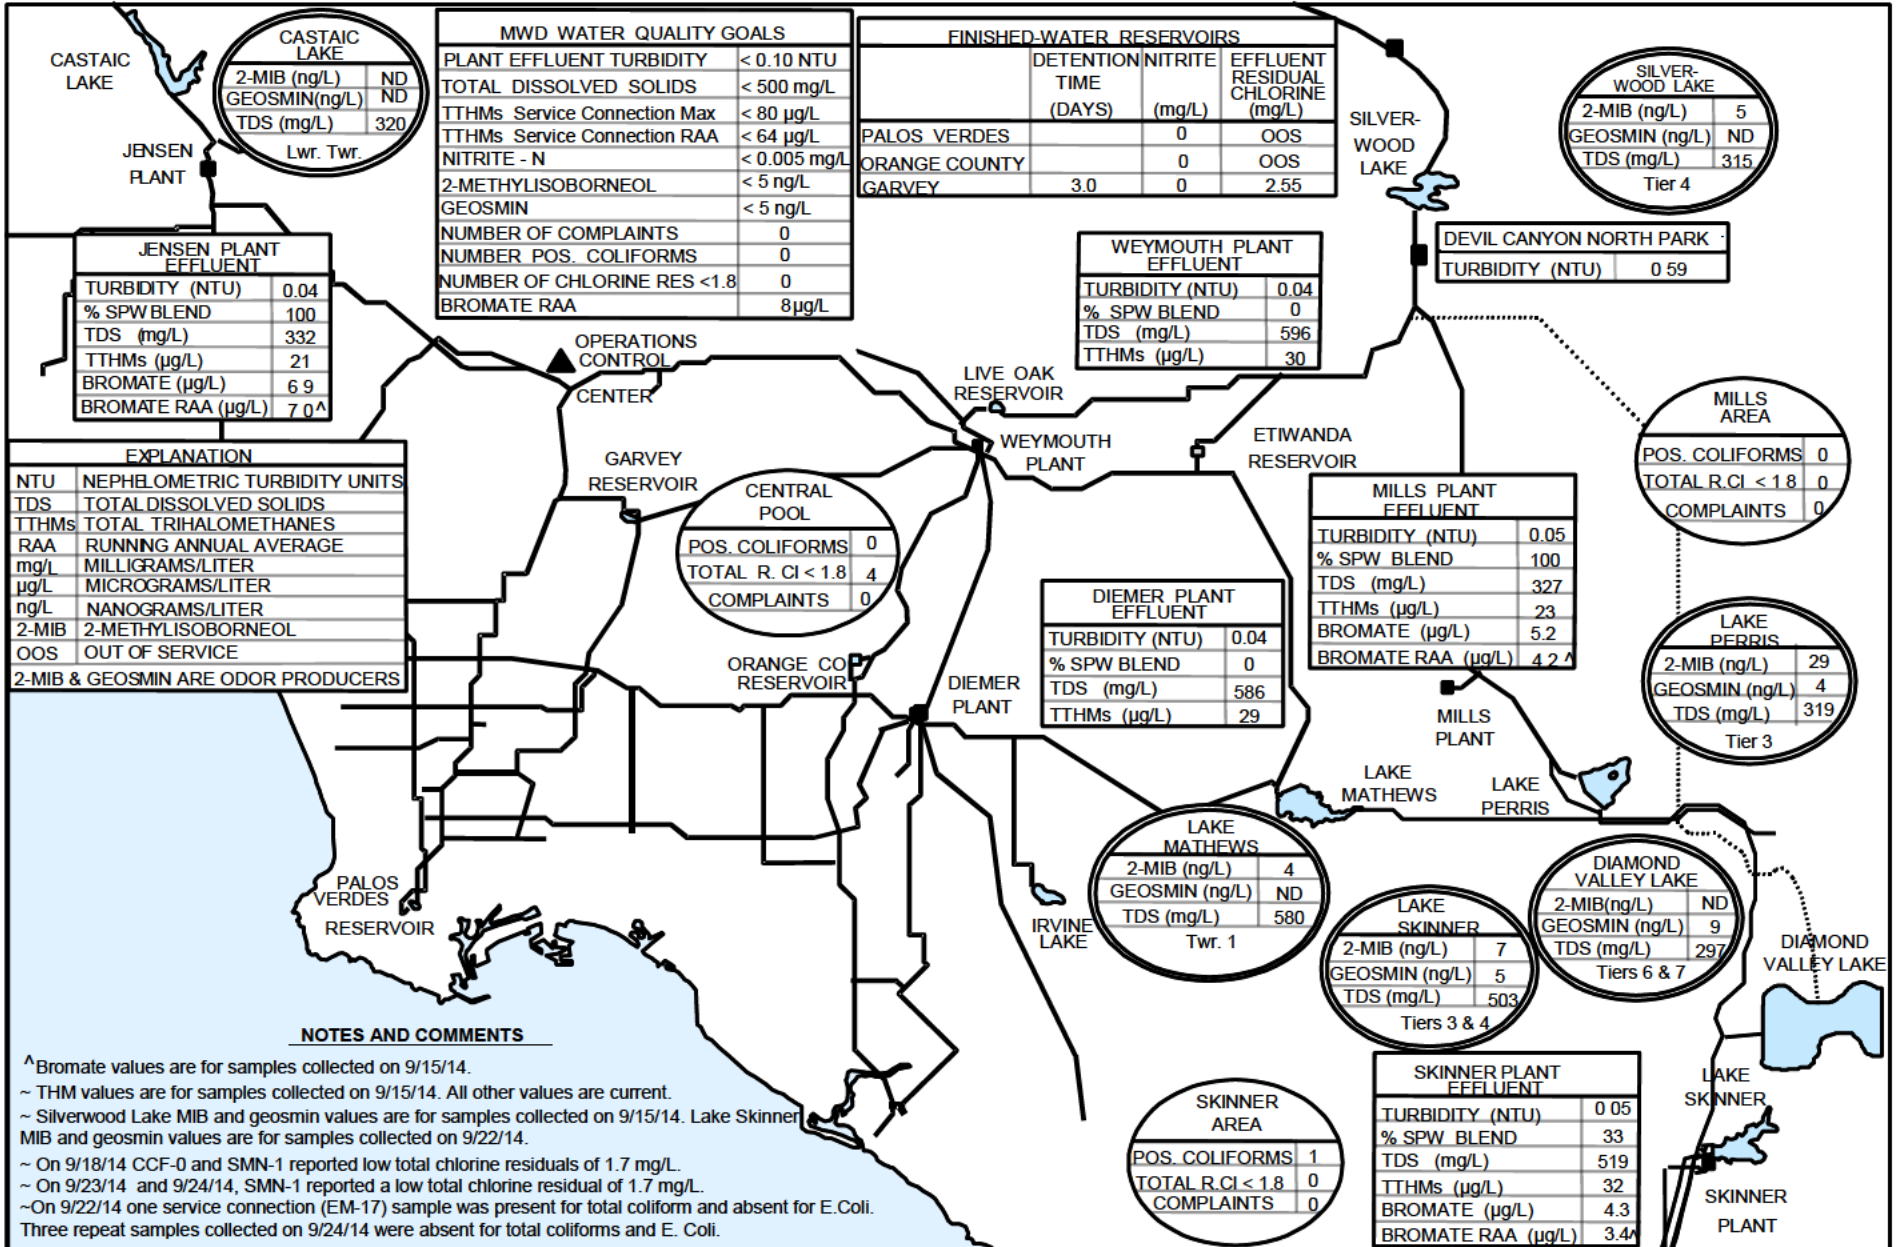 CASTAIC
LAKE
CASTAIC
LAKE
2-MIB (ng/L) ND
GEOSMIN(ng/L) ND
TDS (mg/L) 320
Lwr. Twr.
JENSEN
PLANT
MWD WATER QUALITY GOALS
PLANT EFFLUENT TURBIDITY < 0.10 NTU
TOTAL DISSOLVED SOLIDS < 500 mg/L
TTHMs Service Connection Max < 80 µg/L
TTHMs Service Connection RAA < 64 µg/L
NITRITE - N < 0.005 mg/L
2-METHYLISOBORNEOL < 5 ng/L
GEOSMIN < 5 ng/L
NUMBER OF COMPLAINTS 0
NUMBER POS. COLIFORMS 0
NUMBER OF CHLORINE RES <1.8 0
BROMATE RAA 8µg/L
FINISHED-WATER RESERVOIRS
DETENTION NITRITE EFFLUENT
TIME RESIDUAL
CHLORINE
(DAYS) (mg/L) (mg/L)
PALOS VERDES 0 OOS
ORANGE COUNTY 0 OOS
GARVEY 3.0 0 2.55
SILVER-
WOOD
LAKE
SILVER-
WOOD LAKE
2-MIB (ng/L) 5
GEOSMIN (ng/L) ND
TDS (mg/L) 315
Tier 4
DEVIL CANYON NORTH PARK
TURBIDITY (NTU) 0 59
JENSEN PLANT
EFFLUENT
TURBIDITY (NTU) 0.04
% SPW BLEND 100
TDS (mg/L) 332
TTHMs (µg/L) 21
BROMATE (µg/L) 6 9
BROMATE RAA (µg/L) 7 0^
WEYMOUTH PLANT
EFFLUENT
TURBIDITY (NTU) 0.04
% SPW BLEND 0
TDS (mg/L) 596
TTHMs (µg/L) 30
OPERATIONS
CONTROL
CENTER
LIVE OAK
RESERVOIR
WEYMOUTH
PLANT
ETIWANDA
RESERVOIR
MILLS
AREA
POS. COLIFORMS 0
TOTAL R.Cl < 1 8 0
COMPLAINTS 0
EXPLANATION
NTU NEPHELOMETRIC TURBIDITY UNITS
TDS TOTAL DISSOLVED SOLIDS
TTHMs TOTAL TRIHALOMETHANES
RAA RUNNING ANNUAL AVERAGE
mg/L MILLIGRAMS/LITER
µg/L MICROGRAMS/LITER
ng/L NANOGRAMS/LITER
2-MIB 2-METHYLISOBORNEOL
OOS OUT OF SERVICE
2-MIB & GEOSMIN ARE ODOR PRODUCERS
GARVEY
RESERVOIR
CENTRAL
POOL
POS. COLIFORMS 0
TOTAL R. Cl < 1.8 4
COMPLAINTS 0
MILLS PLANT
EFFLUENT
TURBIDITY (NTU) 0.05
% SPW BLEND 100
TDS (mg/L) 327
TTHMs (µg/L) 23
BROMATE (µg/L) 5.2
BROMATE RAA (µg/L) 4 2 ^
DIEMER PLANT
EFFLUENT
TURBIDITY (NTU) 0.04
% SPW BLEND 0
TDS (mg/L) 586
TTHMs (µg/L) 29
ORANGE CO
RESERVOIR
DIEMER
PLANT
MILLS
PLANT
LAKE
PERRIS
2-MIB (ng/L) 29
GEOSMIN (ng/L) 4
TDS (mg/L) 319
Tier 3
LAKE
MATHEWS
LAKE
PERRIS
LAKE
MATHEWS
2-MIB (ng/L) 4
GEOSMIN (ng/L) ND
TDS (mg/L) 580
Twr. 1
LAKE
SKINNER
2-MIB (ng/L) 7
GEOSMIN (ng/L) 5
TDS (mg/L) 503
Tiers 3 & 4
DIAMOND
VALLEY LAKE
2-MIB(ng/L) ND
GEOSMIN (ng/L) 9
TDS (mg/L) 297
Tiers 6 & 7
DIAMOND
VALLEY LAKE
PALOS
VERDES
RESERVOIR
IRVINE
LAKE
SKINNER
AREA
POS. COLIFORMS 1
TOTAL R.Cl < 1.8 0
COMPLAINTS 0
SKINNER PLANT
EFFLUENT
TURBIDITY (NTU) 0 05
% SPW BLEND 33
TDS (mg/L) 519
TTHMs (µg/L) 32
BROMATE (µg/L) 4.3
BROMATE RAA (µg/L) 3.4^
LAKE
SKINNER
SKINNER
PLANT
NOTES AND COMMENTS
^Bromate values are for samples collected on 9/15/14.
~ THM values are for samples collected on 9/15/14. All other values are current.
~ Silverwood Lake MIB and geosmin values are for samples collected on 9/15/14. Lake Skinner
MIB and geosmin values are for samples collected on 9/22/14.
~ On 9/18/14 CCF-0 and SMN-1 reported low total chlorine residuals of 1.7 mg/L.
~ On 9/23/14 and 9/24/14, SMN-1 reported a low total chlorine residual of 1.7 mg/L.
~On 9/22/14 one service connection (EM-17) sample was present for total coliform and absent for E.Coli.
Three repeat samples collected on 9/24/14 were absent for total coliforms and E. Coli.